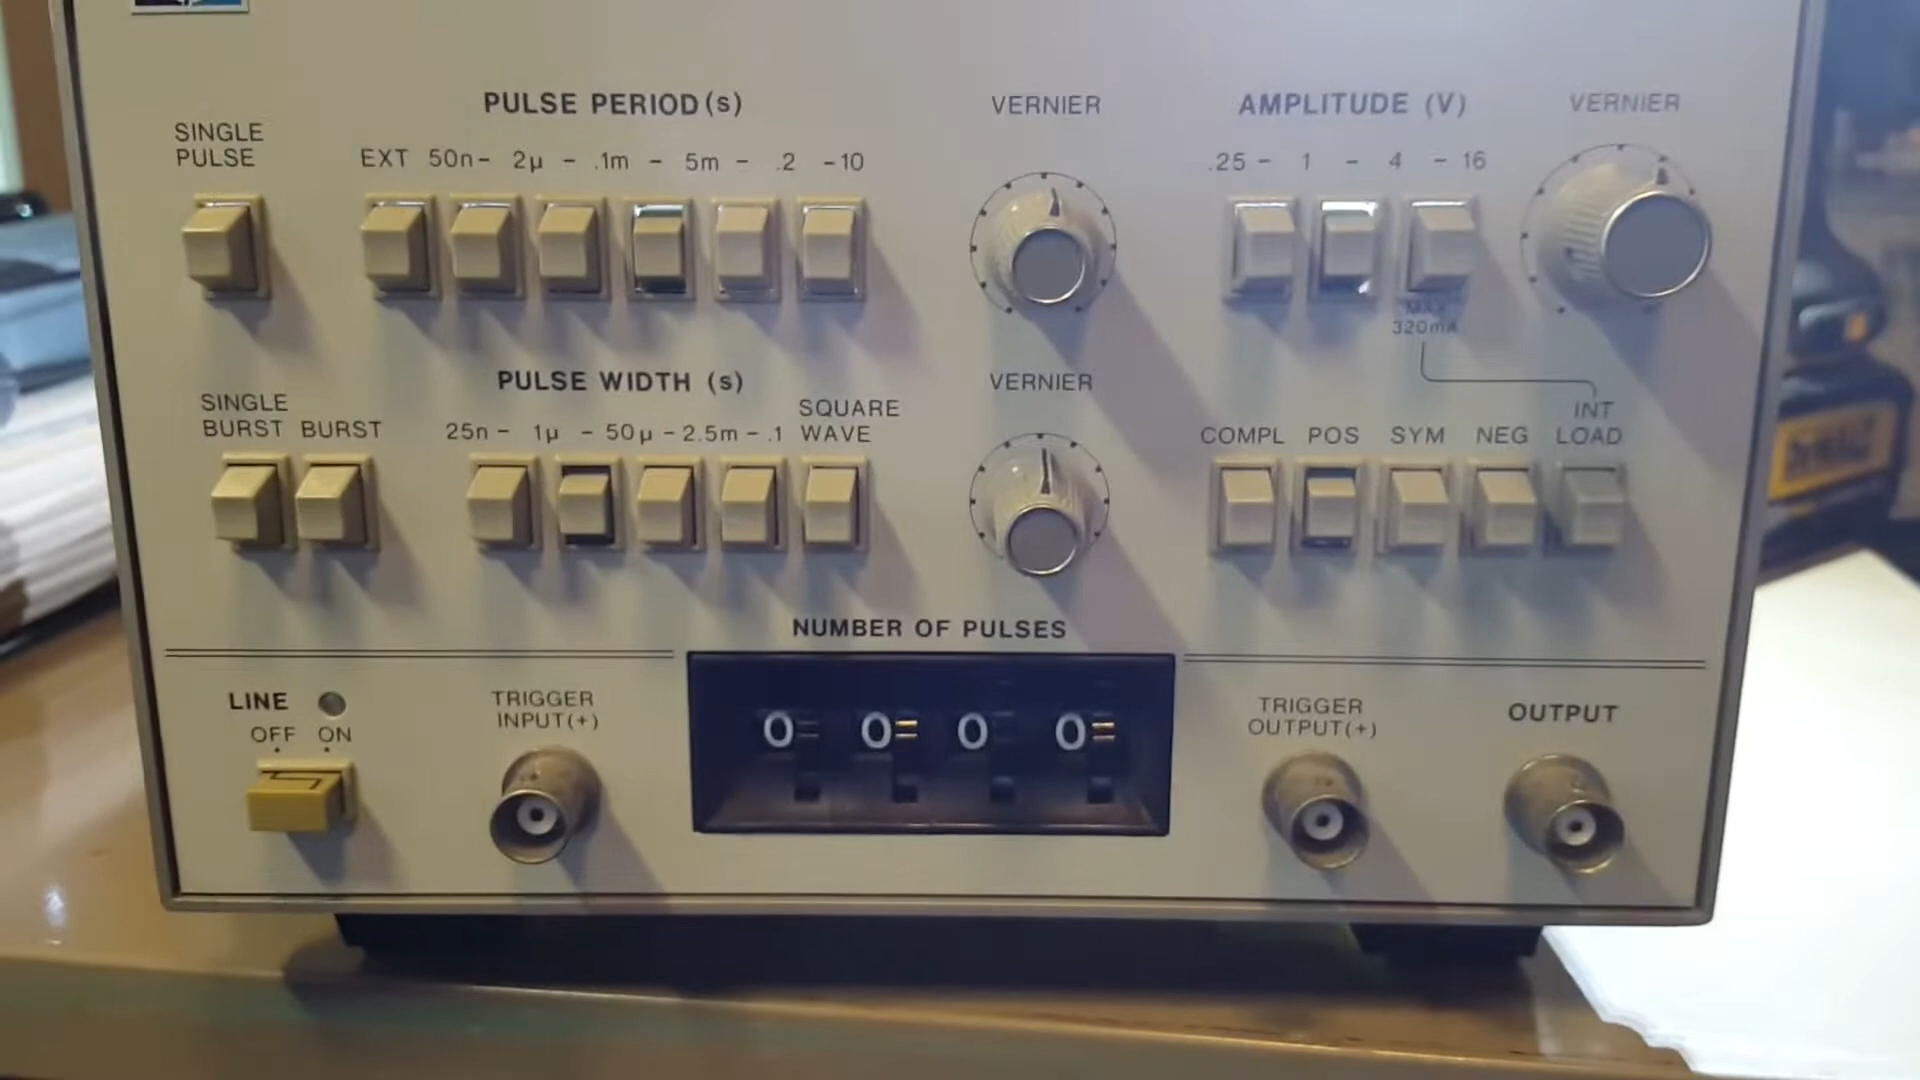 PULSE PERIOD (s)
VERNIER
AMPLITUDE (V)
VERNIER
SINGLE
PULSE
EXT 50n - 2µ - .1m - 5m - .2 - 10
.25 - 1 - 4 - 16
MAX
320mA
PULSE WIDTH (s)
VERNIER
SINGLE
BURST
BURST
25n - 1µ - 50µ - 2.5m - .1
SQUARE
WAVE
COMPL
POS
SYM
NEG
INT
LOAD
NUMBER OF PULSES
LINE
OFF ON
TRIGGER
INPUT(+)
0 0 0 0
TRIGGER
OUTPUT(+)
OUTPUT
DEWALT